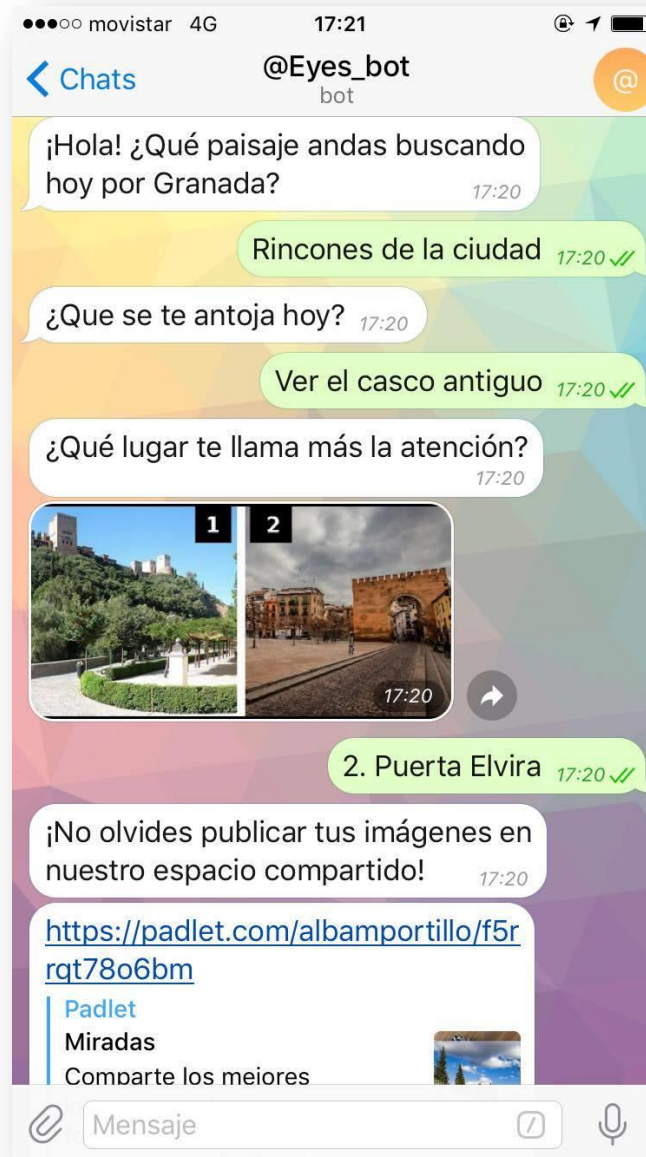 movistar 4G 17:21
Chats
@Eyes_bot
bot
@
¡Hola! ¿Qué paisaje andas buscando
hoy por Granada? 17:20
Rincones de la ciudad 17:20
¿Que se te antoja hoy? 17:20
Ver el casco antiguo 17:20
¿Qué lugar te llama más la atención?
17:20
1 2
17:20
2. Puerta Elvira 17:20
¡No olvides publicar tus imágenes en
nuestro espacio compartido! 17:20
https://padlet.com/albamportillo/f5r
rqt78o6bm
Padlet
Miradas
Comparte los mejores
Mensaje